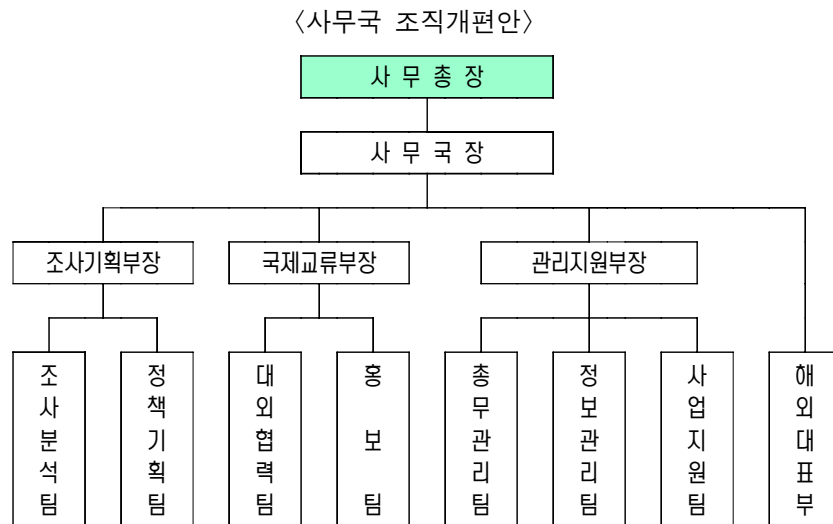 〈사무국 조직개편안〉
사 무 총 장
사 무 국 장
조사기획부장
국제교류부장
관리지원부장
조사분석팀
정책기획팀
대외협력팀
홍보팀
총무관리팀
정보관리팀
사업지원팀
해외대표부